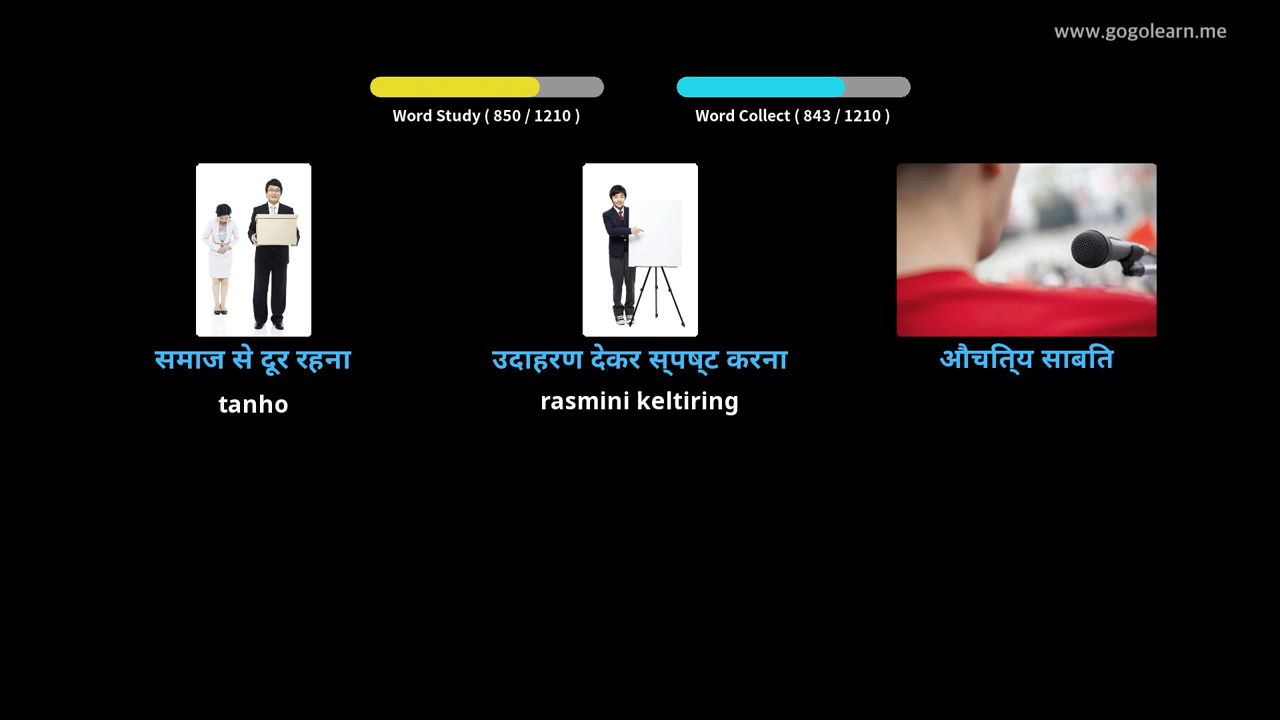 www.gogolearn.me
Word Study ( 850 / 1210 )
Word Collect ( 843 / 1210 )
समाज से दूर रहना
उदाहरण देकर स्पष्ट करना
औचित्य साबित
tanho
rasmini keltiring